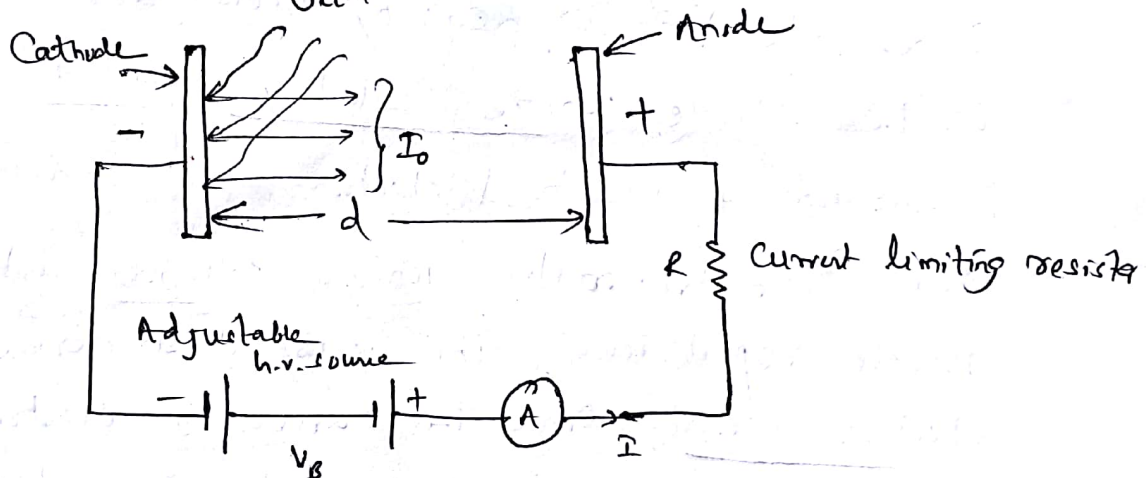 Cathode
Anode
-
I₀
+
d
R
Current limiting resistor
Adjustable
h.v. source
-
+
A
I
V_B